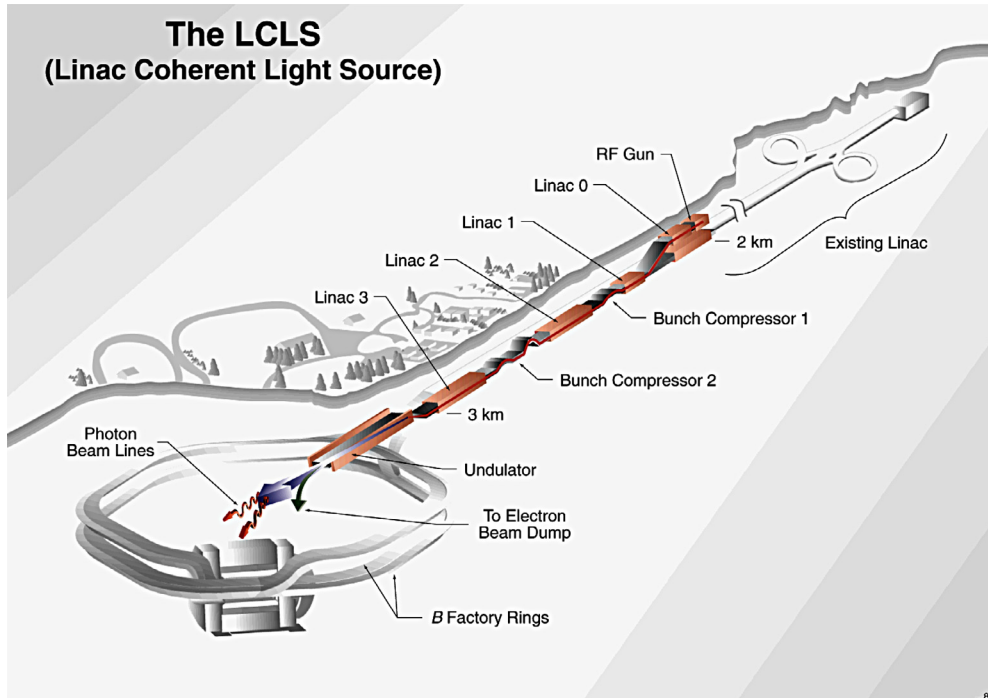 The LCLS
(Linac Coherent Light Source)
RF Gun
Linac 0
Linac 1
2 km
Existing Linac
Linac 2
Linac 3
Bunch Compressor 1
Bunch Compressor 2
3 km
Photon
Beam Lines
Undulator
To Electron
Beam Dump
B Factory Rings
8